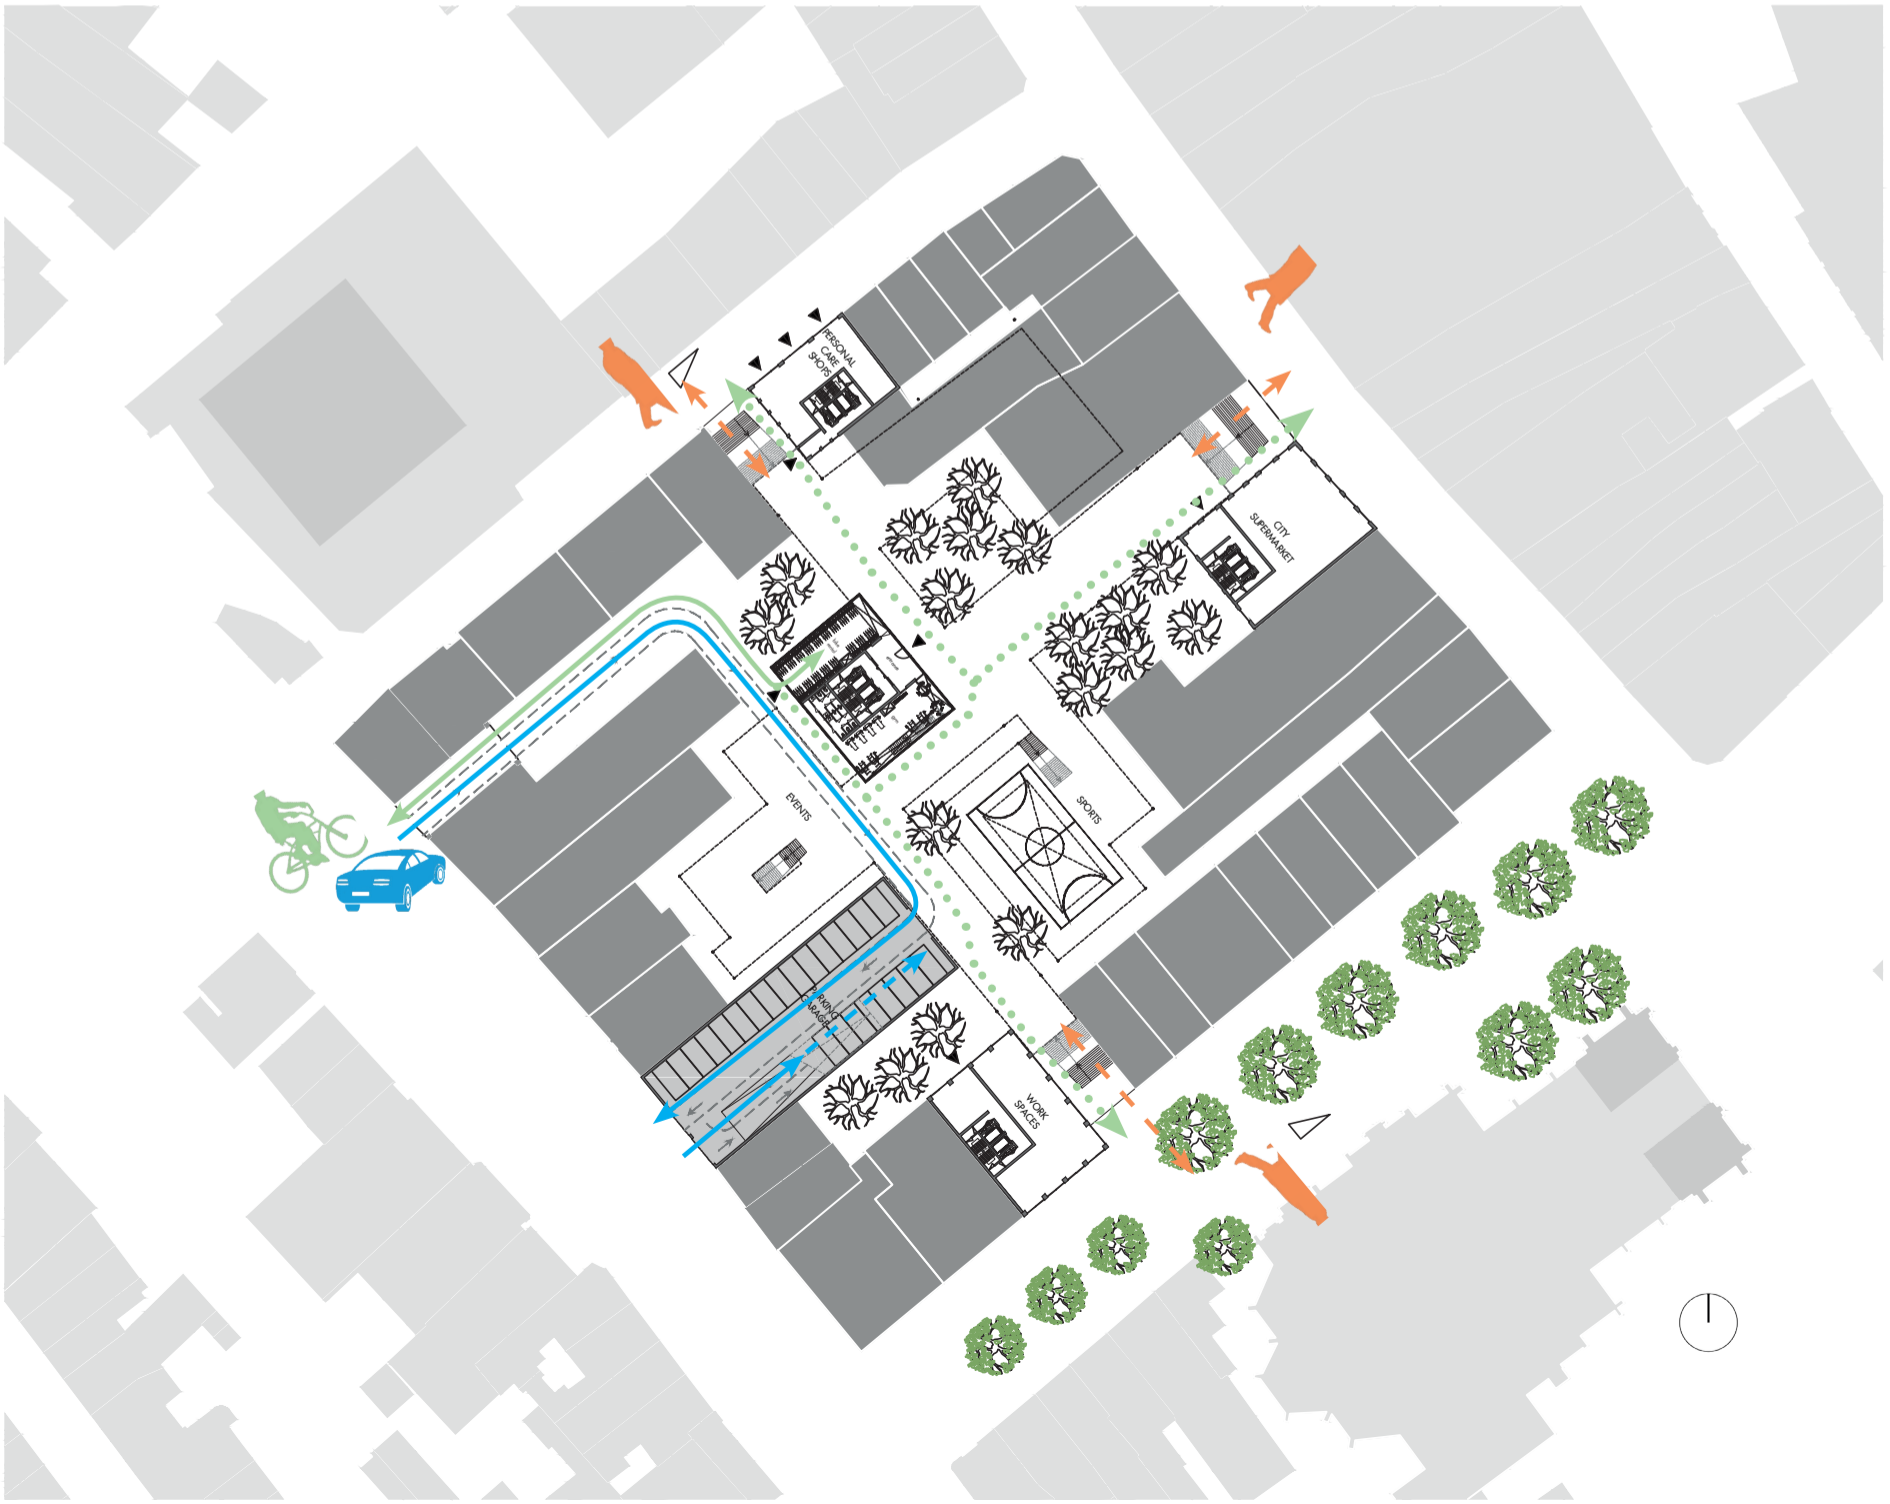 PERSONAL
CARE
SHOPS
CITY
SUPERMARKET
EVENTS
SPORTS
PARKING
GARAGE
WORK
SPACES